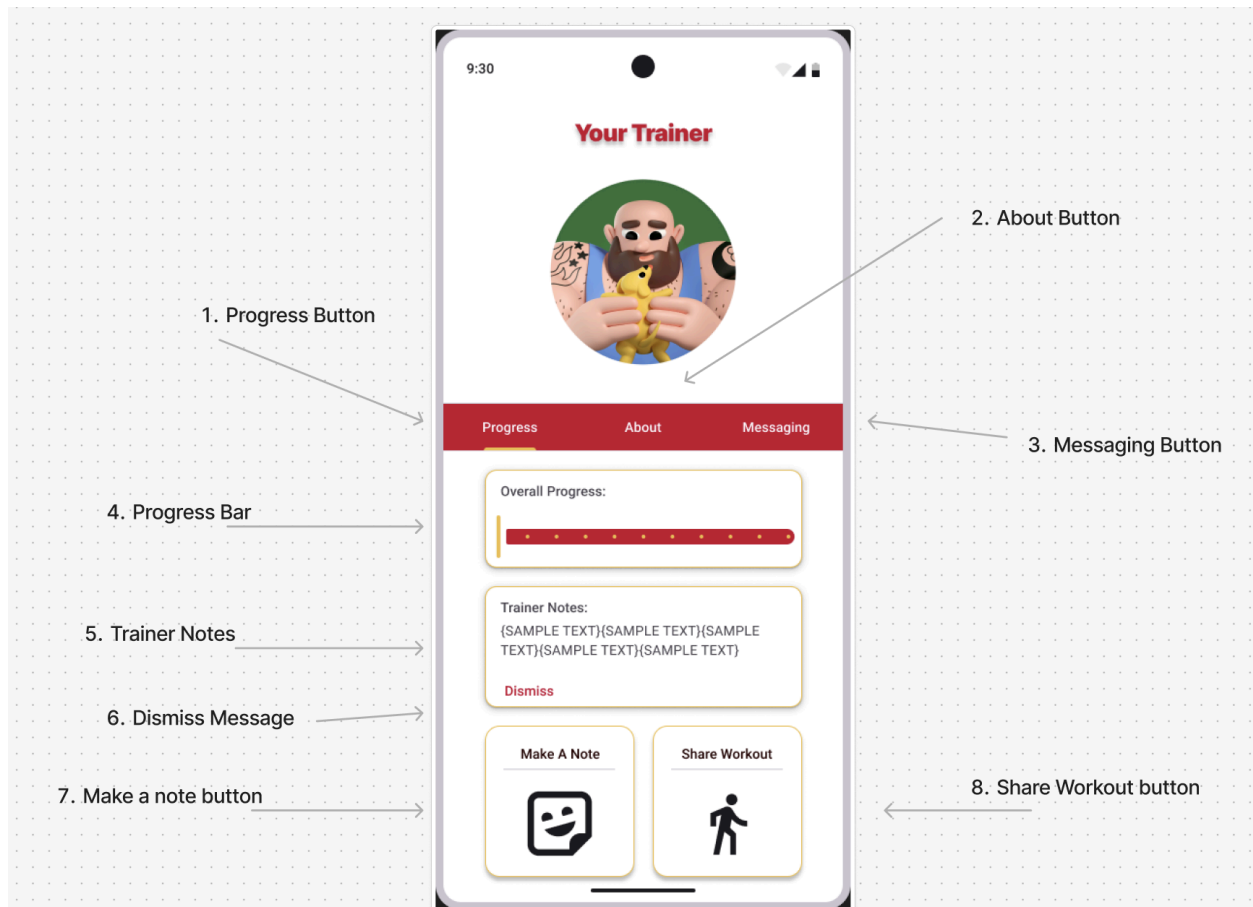 9:30
Your Trainer
2. About Button
1. Progress Button
Progress
About
Messaging
3. Messaging Button
Overall Progress:
4. Progress Bar
Trainer Notes:
{SAMPLE TEXT}{SAMPLE TEXT}{SAMPLE
TEXT}{SAMPLE TEXT}{SAMPLE TEXT}
5. Trainer Notes
Dismiss
6. Dismiss Message
Make A Note
Share Workout
7. Make a note button
8. Share Workout button